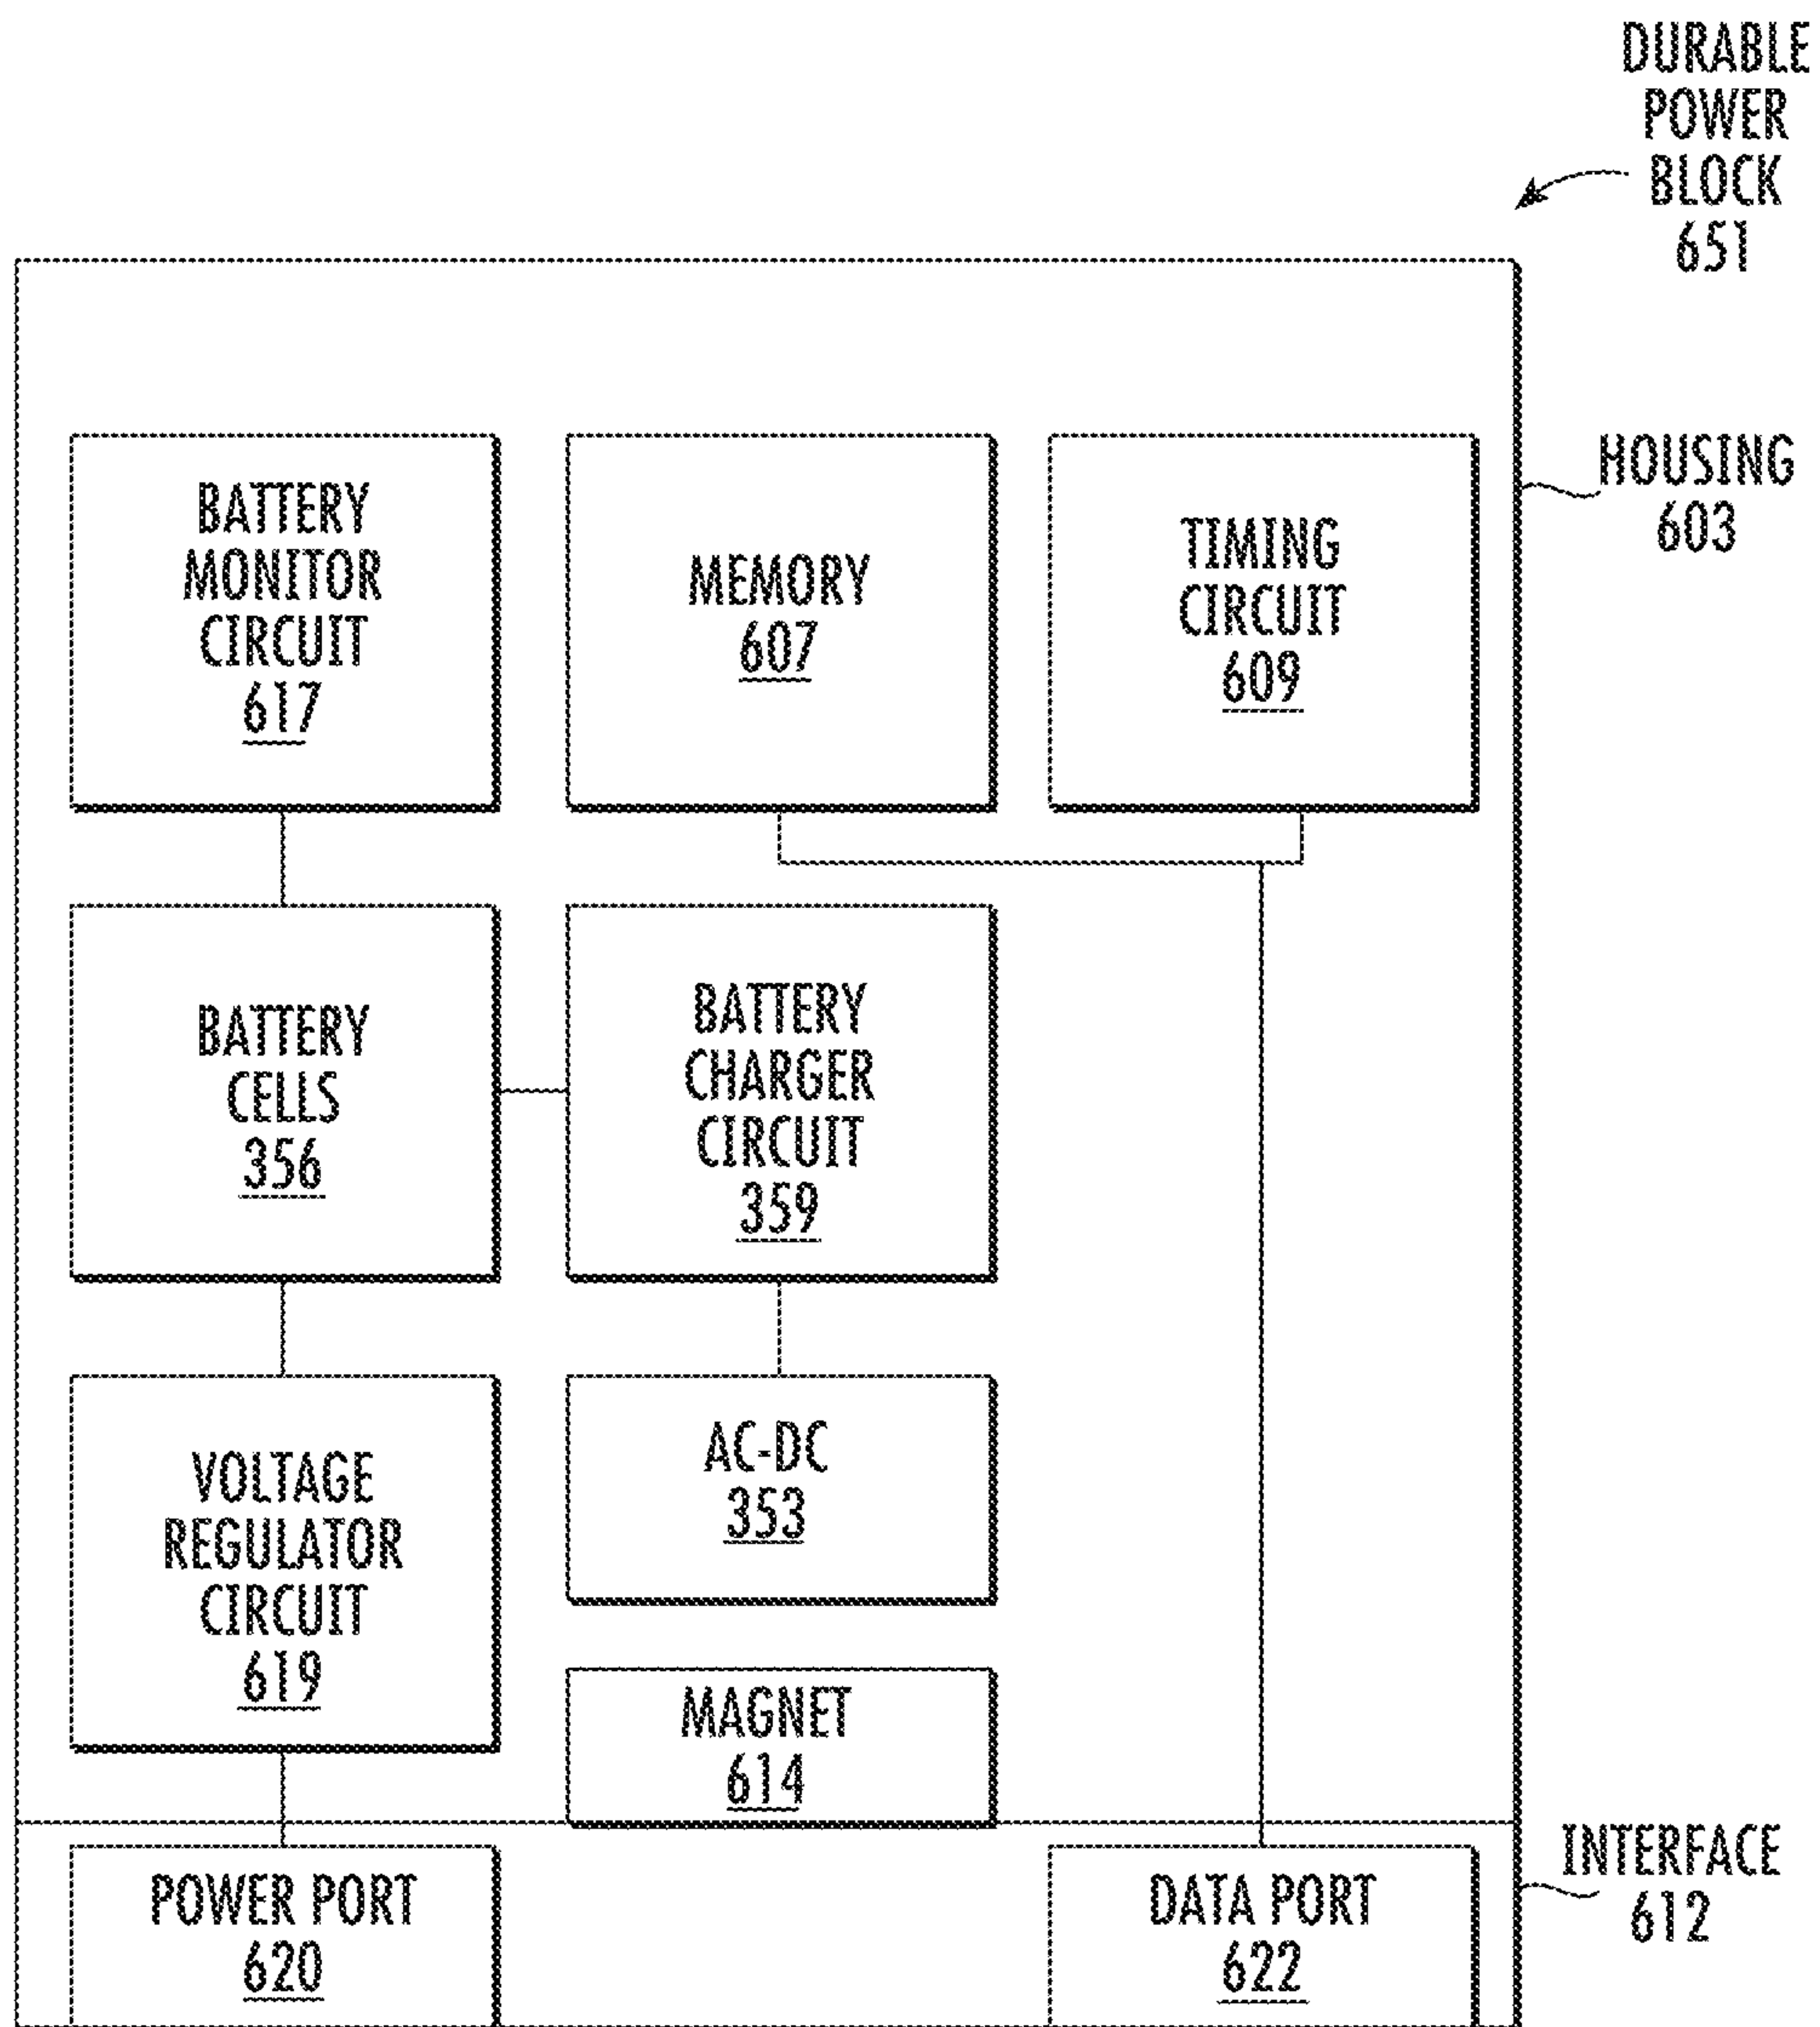 DURABLE
POWER
BLOCK
651
HOUSING
603
BATTERY
MONITOR
CIRCUIT
617
MEMORY
607
TIMING
CIRCUIT
609
BATTERY
CELLS
356
BATTERY
CHARGER
CIRCUIT
359
VOLTAGE
REGULATOR
CIRCUIT
619
AC-DC
353
MAGNET
614
INTERFACE
612
POWER PORT
620
DATA PORT
622